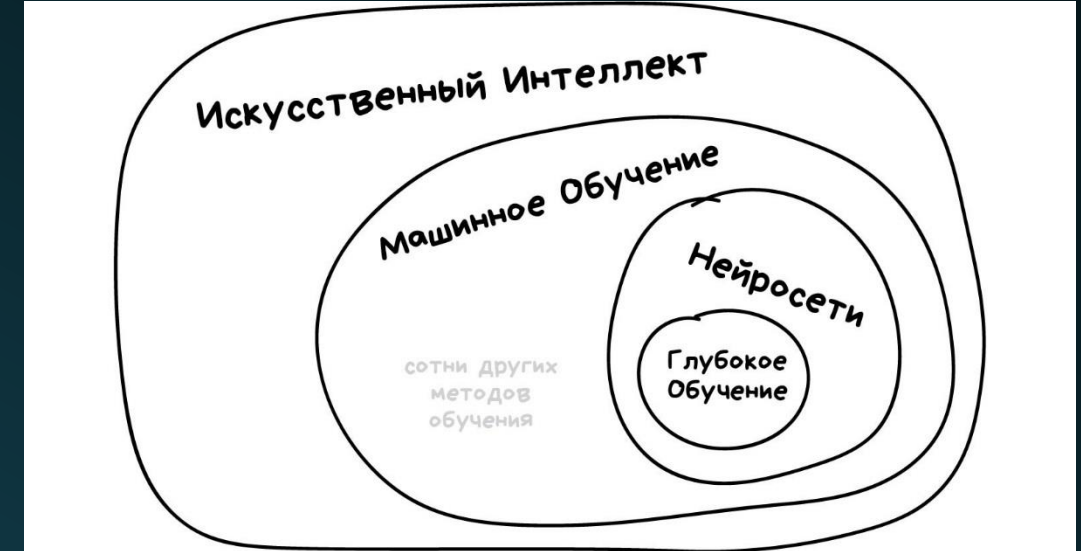 Искусственный Интеллект
Машинное Обучение
Нейросети
Глубокое
Обучение
сотни других
методов
обучения